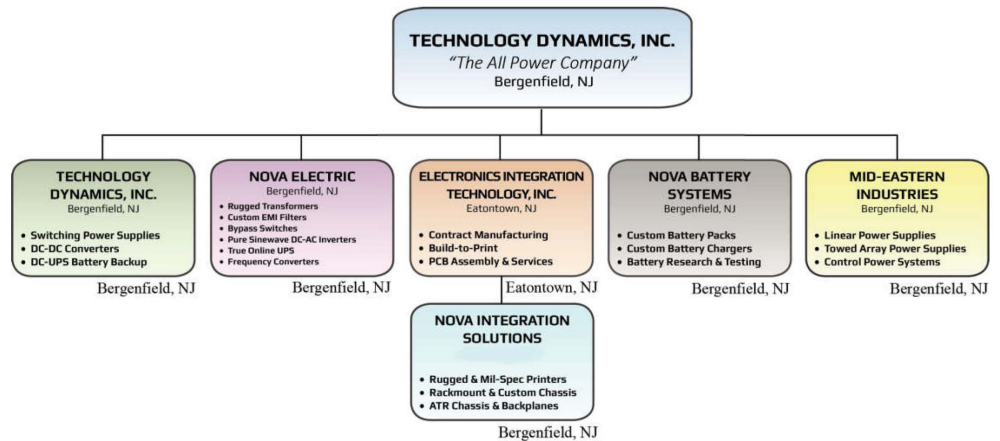 TECHNOLOGY DYNAMICS, INC.
“The All Power Company”
Bergenfield, NJ
TECHNOLOGY
DYNAMICS, INC.
Bergenfield, NJ
• Switching Power Supplies
• DC-DC Converters
• DC-UPS Battery Backup
Bergenfield, NJ
NOVA ELECTRIC
Bergenfield, NJ
• Rugged Transformers
• Custom EMI Filters
• Bypass Switches
• Pure Sinewave DC-AC Inverters
• True Online UPS
• Frequency Converters
Bergenfield, NJ
ELECTRONICS INTEGRATION
TECHNOLOGY, INC.
Eatontown, NJ
• Contract Manufacturing
• Build-to-Print
• PCB Assembly & Services
Eatontown, NJ
NOVA BATTERY
SYSTEMS
Bergenfield, NJ
• Custom Battery Packs
• Custom Battery Chargers
• Battery Research & Testing
Bergenfield, NJ
MID-EASTERN
INDUSTRIES
Bergenfield, NJ
• Linear Power Supplies
• Towed Array Power Supplies
• Control Power Systems
Bergenfield, NJ
NOVA INTEGRATION
SOLUTIONS
• Rugged & Mil-Spec Printers
• Rackmount & Custom Chassis
• ATR Chassis & Backplanes
Bergenfield, NJ